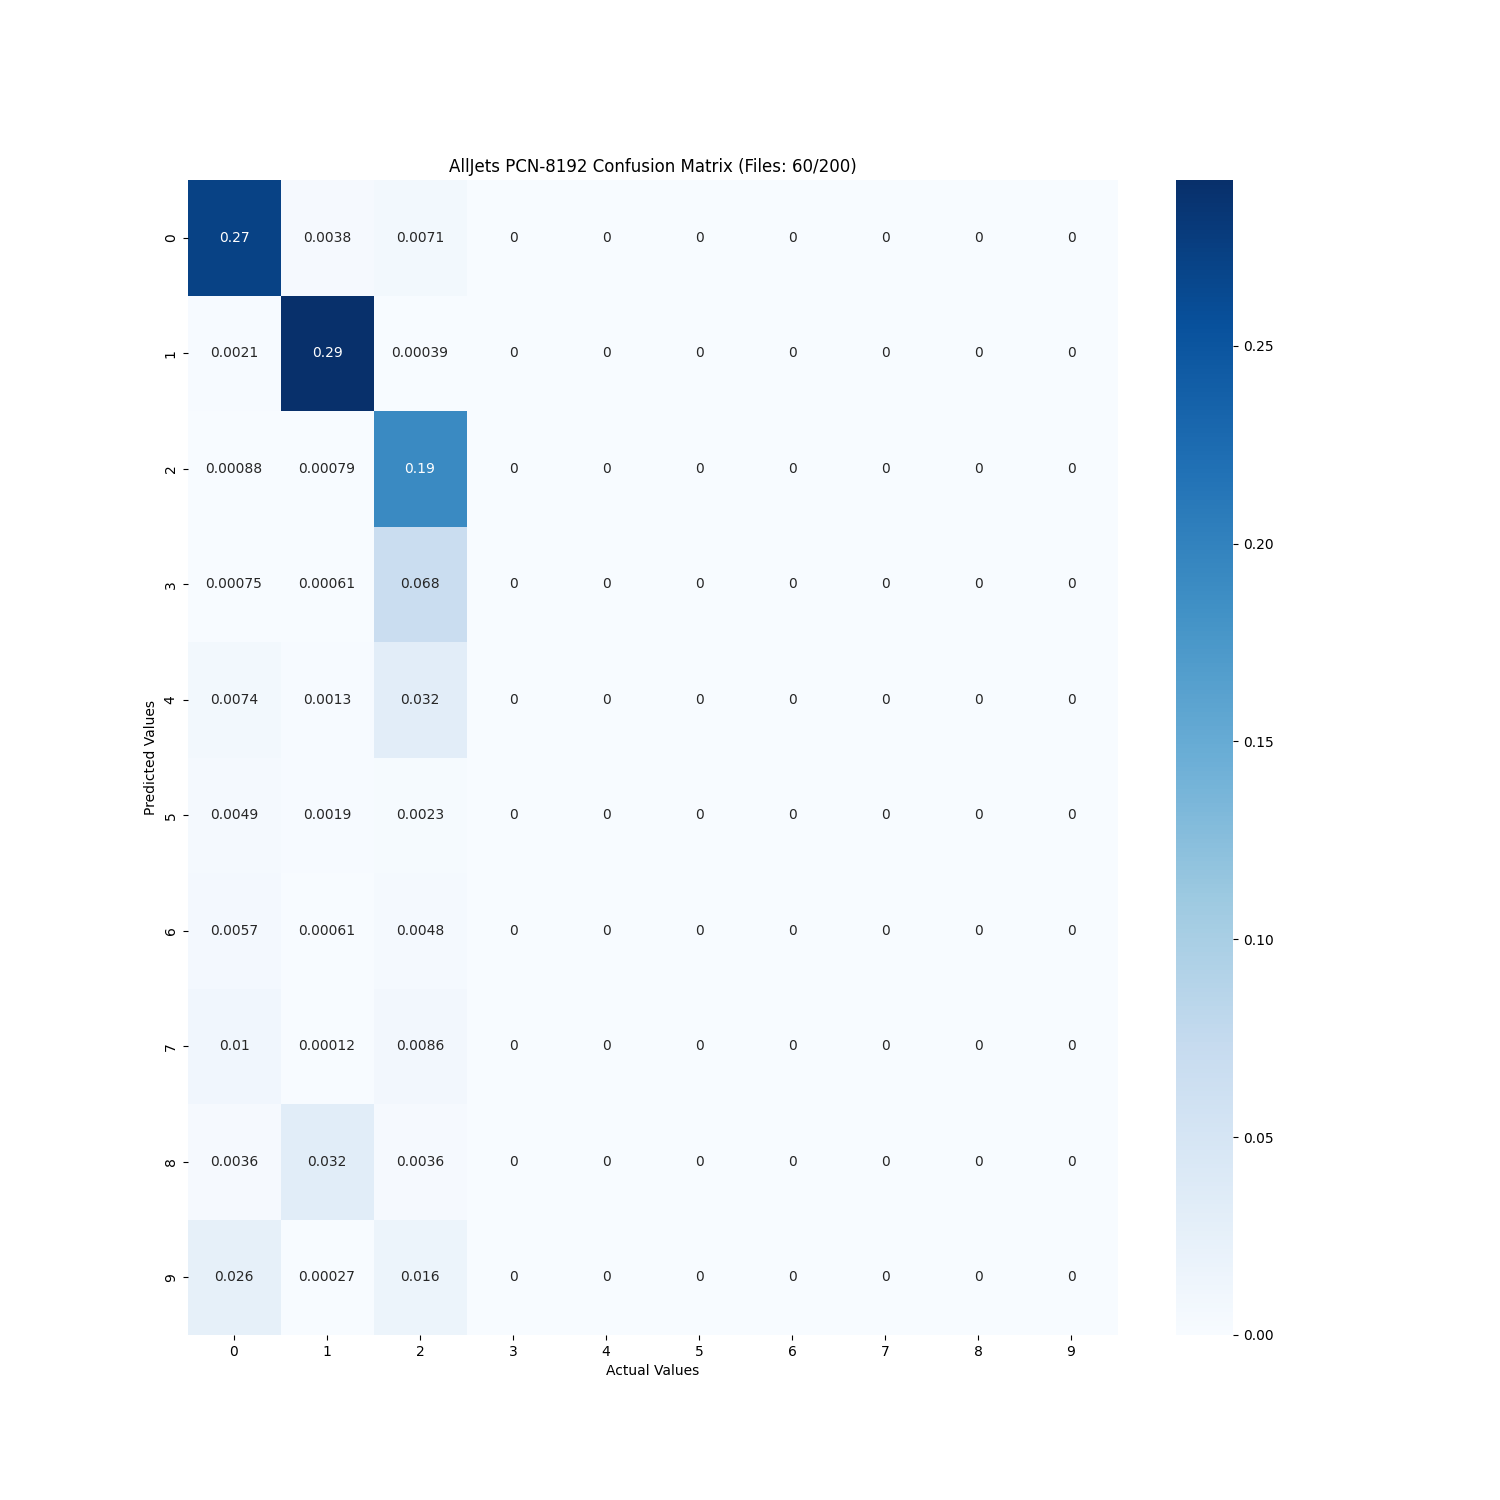 AllJets PCN-8192 Confusion Matrix (Files: 60/200)
0 0.27 0.0038 0.0071 0 0 0 0 0 0 0
1 0.0021 0.29 0.00039 0 0 0 0 0 0 0
2 0.00088 0.00079 0.19 0 0 0 0 0 0 0
3 0.00075 0.00061 0.068 0 0 0 0 0 0 0
4 0.0074 0.0013 0.032 0 0 0 0 0 0 0
5 0.0049 0.0019 0.0023 0 0 0 0 0 0 0
6 0.0057 0.00061 0.0048 0 0 0 0 0 0 0
7 0.01 0.00012 0.0086 0 0 0 0 0 0 0
8 0.0036 0.032 0.0036 0 0 0 0 0 0 0
9 0.026 0.00027 0.016 0 0 0 0 0 0 0
0 1 2 3 4 5 6 7 8 9
Actual Values
Predicted Values
0.25
0.20
0.15
0.10
0.05
0.00